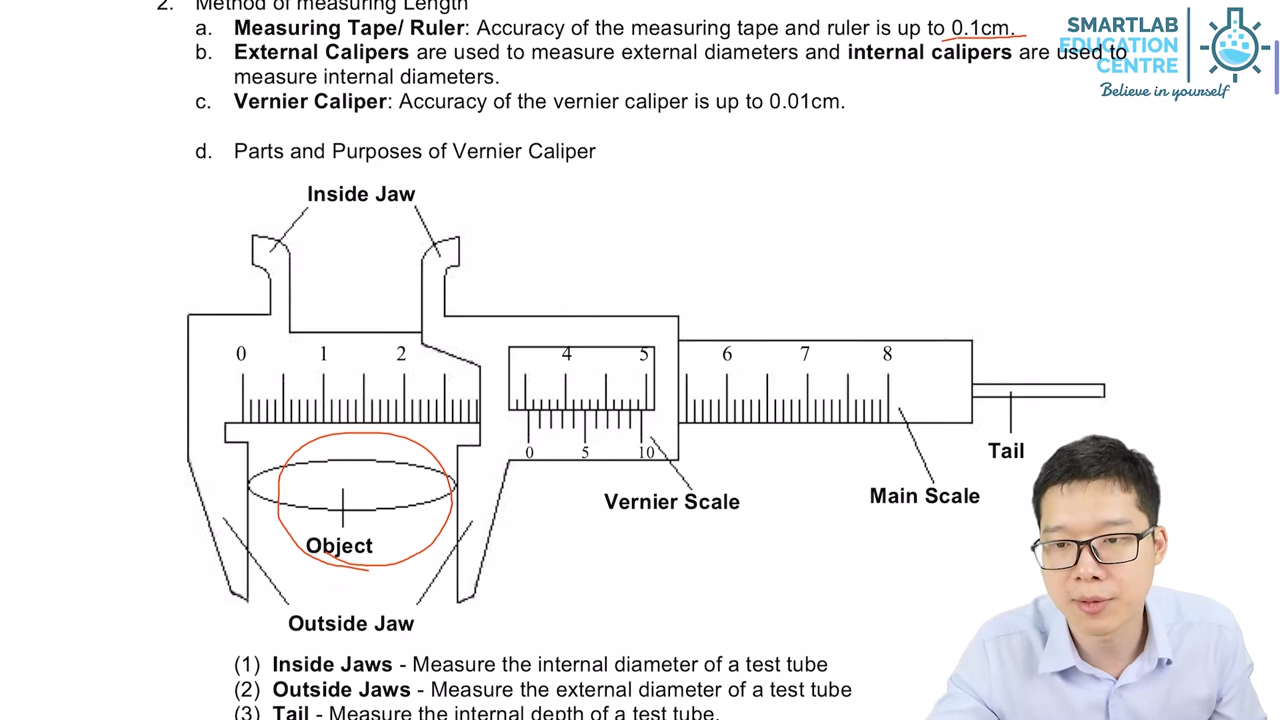 2. Method of measuring Length
a. Measuring Tape/ Ruler: Accuracy of the measuring tape and ruler is up to 0.1cm.
b. External Calipers are used to measure external diameters and internal calipers are used to
measure internal diameters.
c. Vernier Caliper: Accuracy of the vernier caliper is up to 0.01cm.
d. Parts and Purposes of Vernier Caliper
SMARTLAB
EDUCATION
CENTRE
Believe in yourself
Inside Jaw
0 1 2 4 5 6 7 8
0 5 10
Tail
Vernier Scale
Main Scale
Object
Outside Jaw
(1) Inside Jaws - Measure the internal diameter of a test tube
(2) Outside Jaws - Measure the external diameter of a test tube
(3) Tail - Measure the internal depth of a test tube.